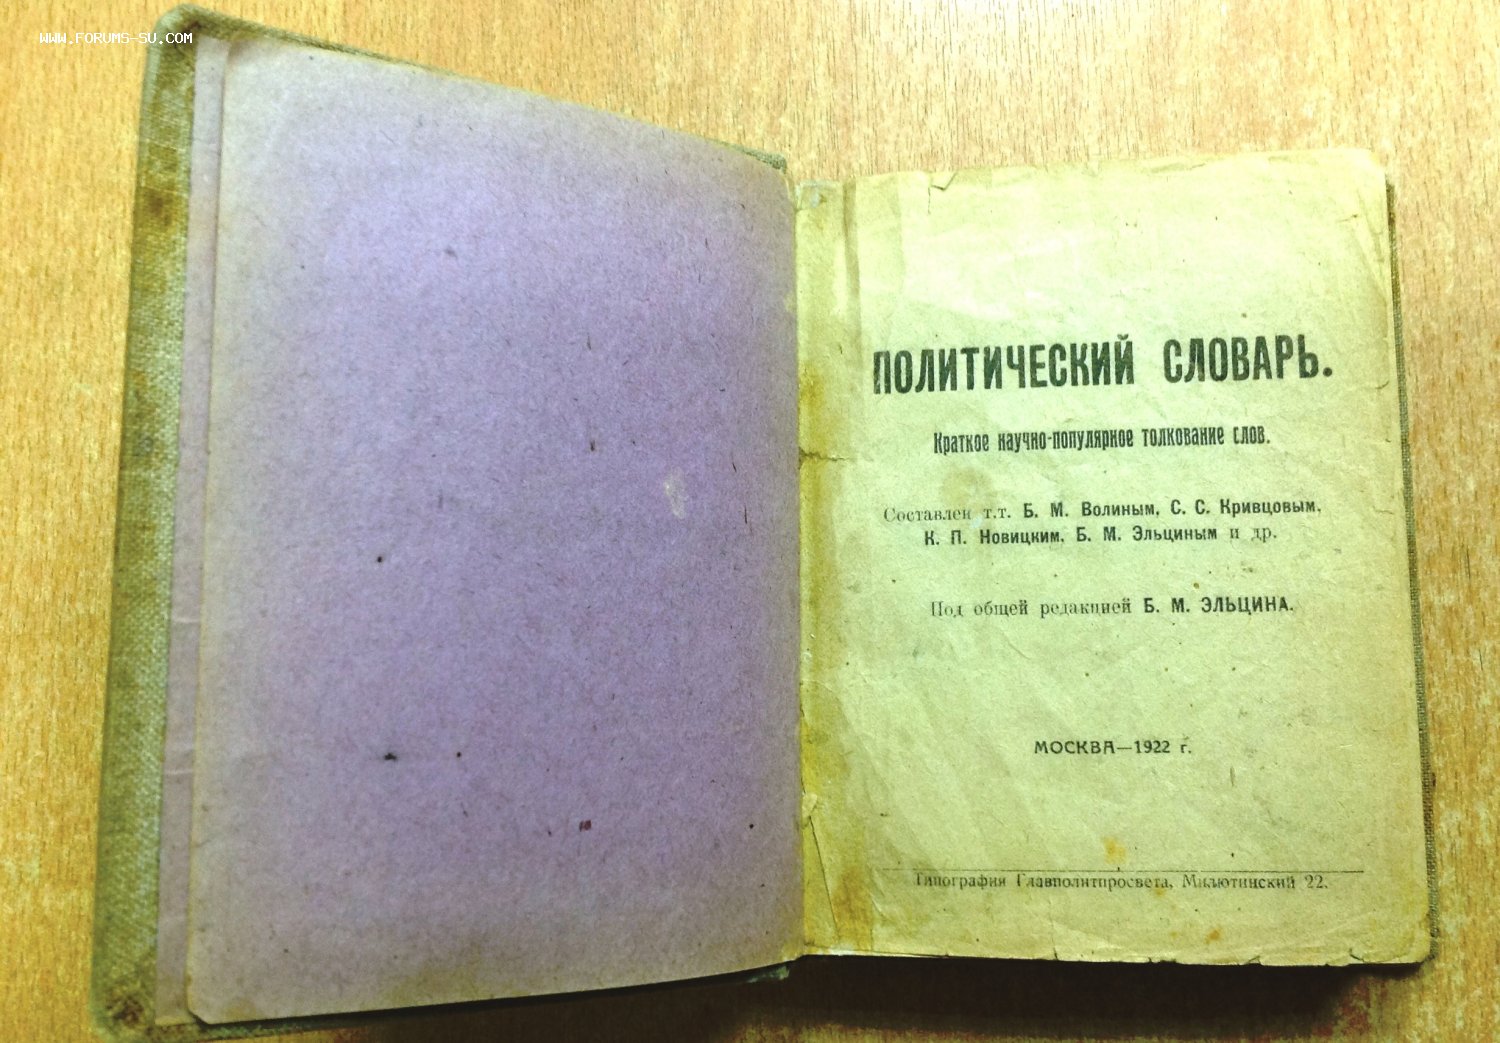 WWW.FORUMS-SU.COM
ПОЛИТИЧЕСКИЙ СЛОВАРЬ.
Краткое научно-популярное толкование слов.
Составлен т.т. Б. М. Волиным, С. С. Кривцовым,
К. П. Новицким, Б. М. Эльциным и др.
Под общей редакцией Б. М. ЭЛЬЦИНА.
МОСКВА—1922 г.
Типография Главполитпросвета, Милютинский 22.